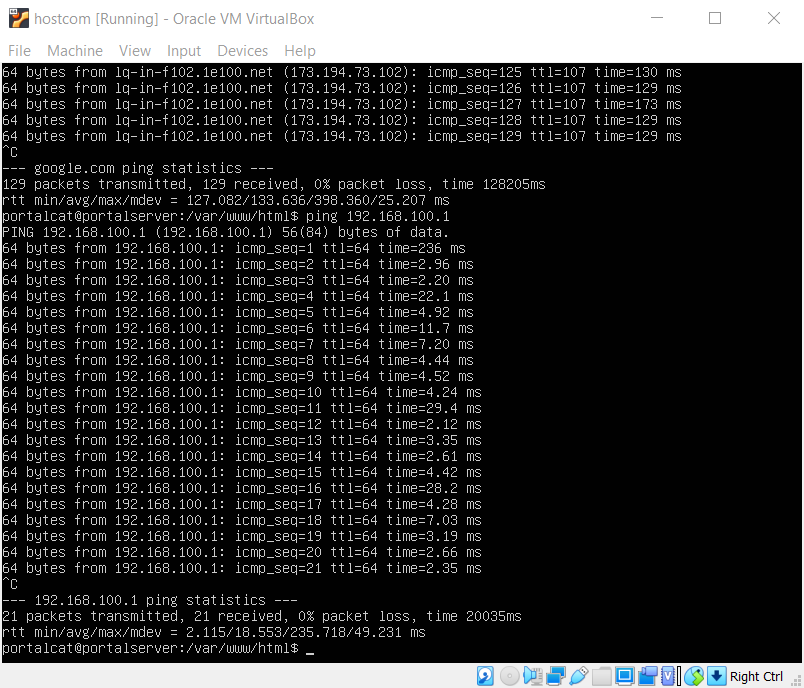 hostcom [Running] - Oracle VM VirtualBox
File Machine View Input Devices Help
64 bytes from lq-in-f102.1e100.net (173.194.73.102): icmp_seq=125 ttl=107 time=130 ms
64 bytes from lq-in-f102.1e100.net (173.194.73.102): icmp_seq=126 ttl=107 time=129 ms
64 bytes from lq-in-f102.1e100.net (173.194.73.102): icmp_seq=127 ttl=107 time=173 ms
64 bytes from lq-in-f102.1e100.net (173.194.73.102): icmp_seq=128 ttl=107 time=129 ms
64 bytes from lq-in-f102.1e100.net (173.194.73.102): icmp_seq=129 ttl=107 time=129 ms
^C
--- google.com ping statistics ---
129 packets transmitted, 129 received, 0% packet loss, time 128205ms
rtt min/avg/max/mdev = 127.082/133.636/398.360/25.207 ms
portalcat@portalserver:/var/www/html$ ping 192.168.100.1
PING 192.168.100.1 (192.168.100.1) 56(84) bytes of data.
64 bytes from 192.168.100.1: icmp_seq=1 ttl=64 time=236 ms
64 bytes from 192.168.100.1: icmp_seq=2 ttl=64 time=2.96 ms
64 bytes from 192.168.100.1: icmp_seq=3 ttl=64 time=2.20 ms
64 bytes from 192.168.100.1: icmp_seq=4 ttl=64 time=22.1 ms
64 bytes from 192.168.100.1: icmp_seq=5 ttl=64 time=4.92 ms
64 bytes from 192.168.100.1: icmp_seq=6 ttl=64 time=11.7 ms
64 bytes from 192.168.100.1: icmp_seq=7 ttl=64 time=7.20 ms
64 bytes from 192.168.100.1: icmp_seq=8 ttl=64 time=4.44 ms
64 bytes from 192.168.100.1: icmp_seq=9 ttl=64 time=4.52 ms
64 bytes from 192.168.100.1: icmp_seq=10 ttl=64 time=4.24 ms
64 bytes from 192.168.100.1: icmp_seq=11 ttl=64 time=29.4 ms
64 bytes from 192.168.100.1: icmp_seq=12 ttl=64 time=2.12 ms
64 bytes from 192.168.100.1: icmp_seq=13 ttl=64 time=3.35 ms
64 bytes from 192.168.100.1: icmp_seq=14 ttl=64 time=2.61 ms
64 bytes from 192.168.100.1: icmp_seq=15 ttl=64 time=4.42 ms
64 bytes from 192.168.100.1: icmp_seq=16 ttl=64 time=28.2 ms
64 bytes from 192.168.100.1: icmp_seq=17 ttl=64 time=4.28 ms
64 bytes from 192.168.100.1: icmp_seq=18 ttl=64 time=7.03 ms
64 bytes from 192.168.100.1: icmp_seq=19 ttl=64 time=3.19 ms
64 bytes from 192.168.100.1: icmp_seq=20 ttl=64 time=2.66 ms
64 bytes from 192.168.100.1: icmp_seq=21 ttl=64 time=2.35 ms
^C
--- 192.168.100.1 ping statistics ---
21 packets transmitted, 21 received, 0% packet loss, time 20035ms
rtt min/avg/max/mdev = 2.115/18.553/235.718/49.231 ms
portalcat@portalserver:/var/www/html$ _
Right Ctrl